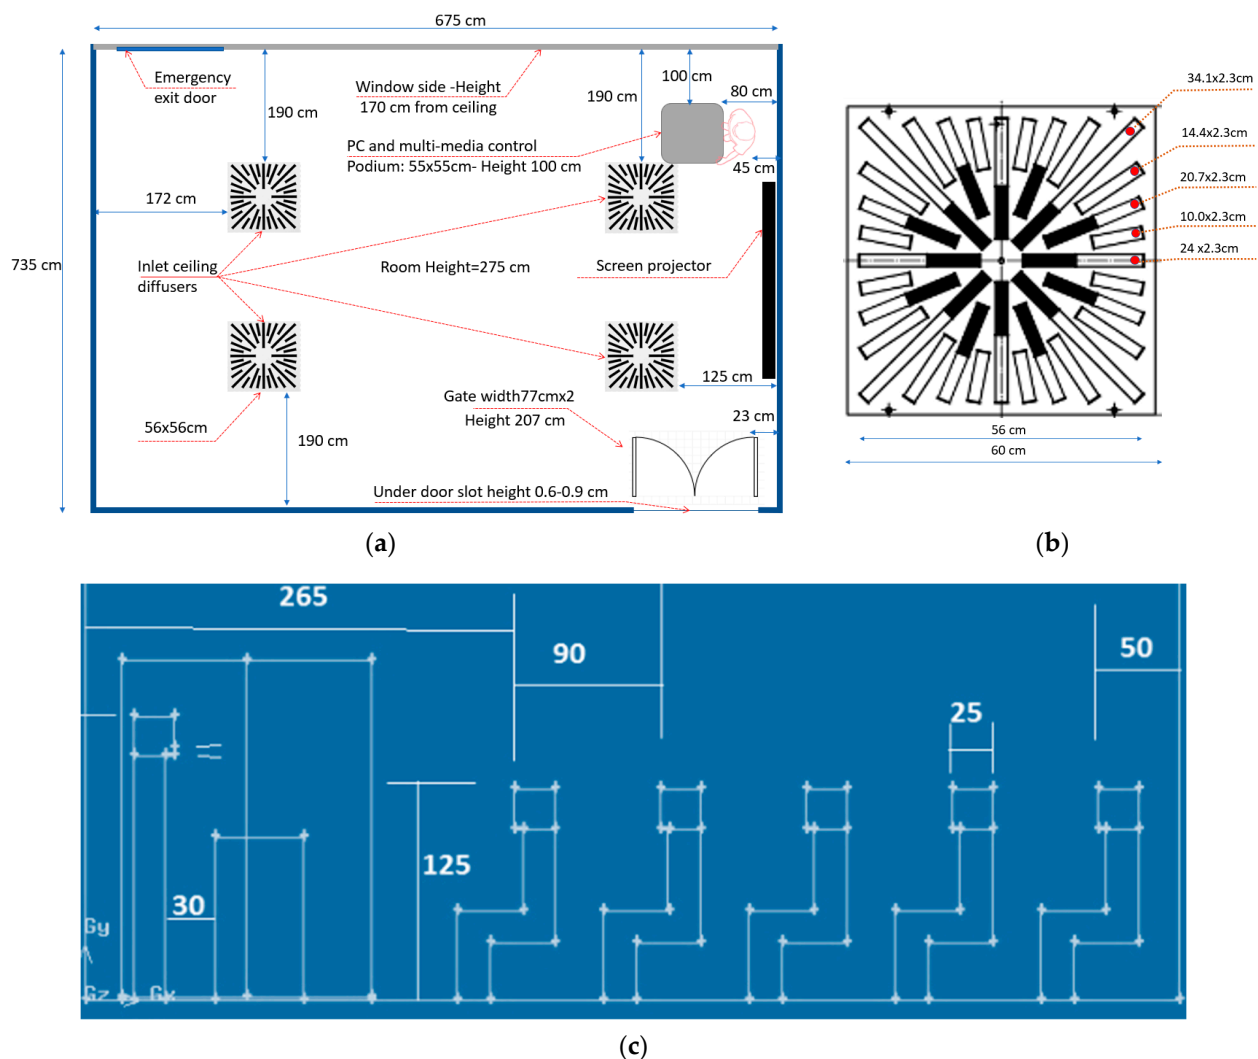 675 cm
Emergency
exit door
190 cm
Window side -Height
170 cm from ceiling
190 cm
100 cm
80 cm
PC and multi-media control
Podium: 55x55cm- Height 100 cm
45 cm
172 cm
735 cm
Inlet ceiling
diffusers
Room Height=275 cm
Screen projector
125 cm
Gate width77cmx2
Height 207 cm
23 cm
56x56cm
190 cm
Under door slot height 0.6-0.9 cm
(a)
34.1x2.3cm
14.4x2.3cm
20.7x2.3cm
10.0x2.3cm
24 x2.3cm
56 cm
60 cm
(b)
265
90
50
25
125
30
Gy
Gz
Gx
(c)